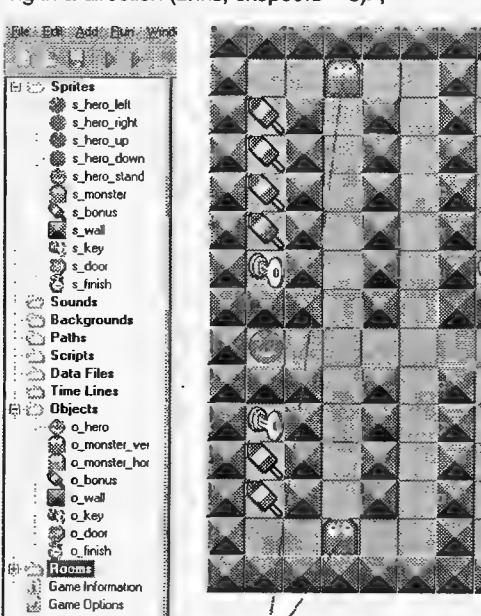 File Edit Add Run Wind
Sprites
s_hero_left
s_hero_right
s_hero_up
s_hero_down
s_hero_stand
s_monster
s_bonus
s_wall
s_key
s_door
s_finish
Sounds
Backgrounds
Paths
Scripts
Data Files
Time Lines
Objects
o_hero
o_monster_ver
o_monster_hor
o_bonus
o_wall
o_key
o_door
o_finish
Rooms
Game Information
Game Options